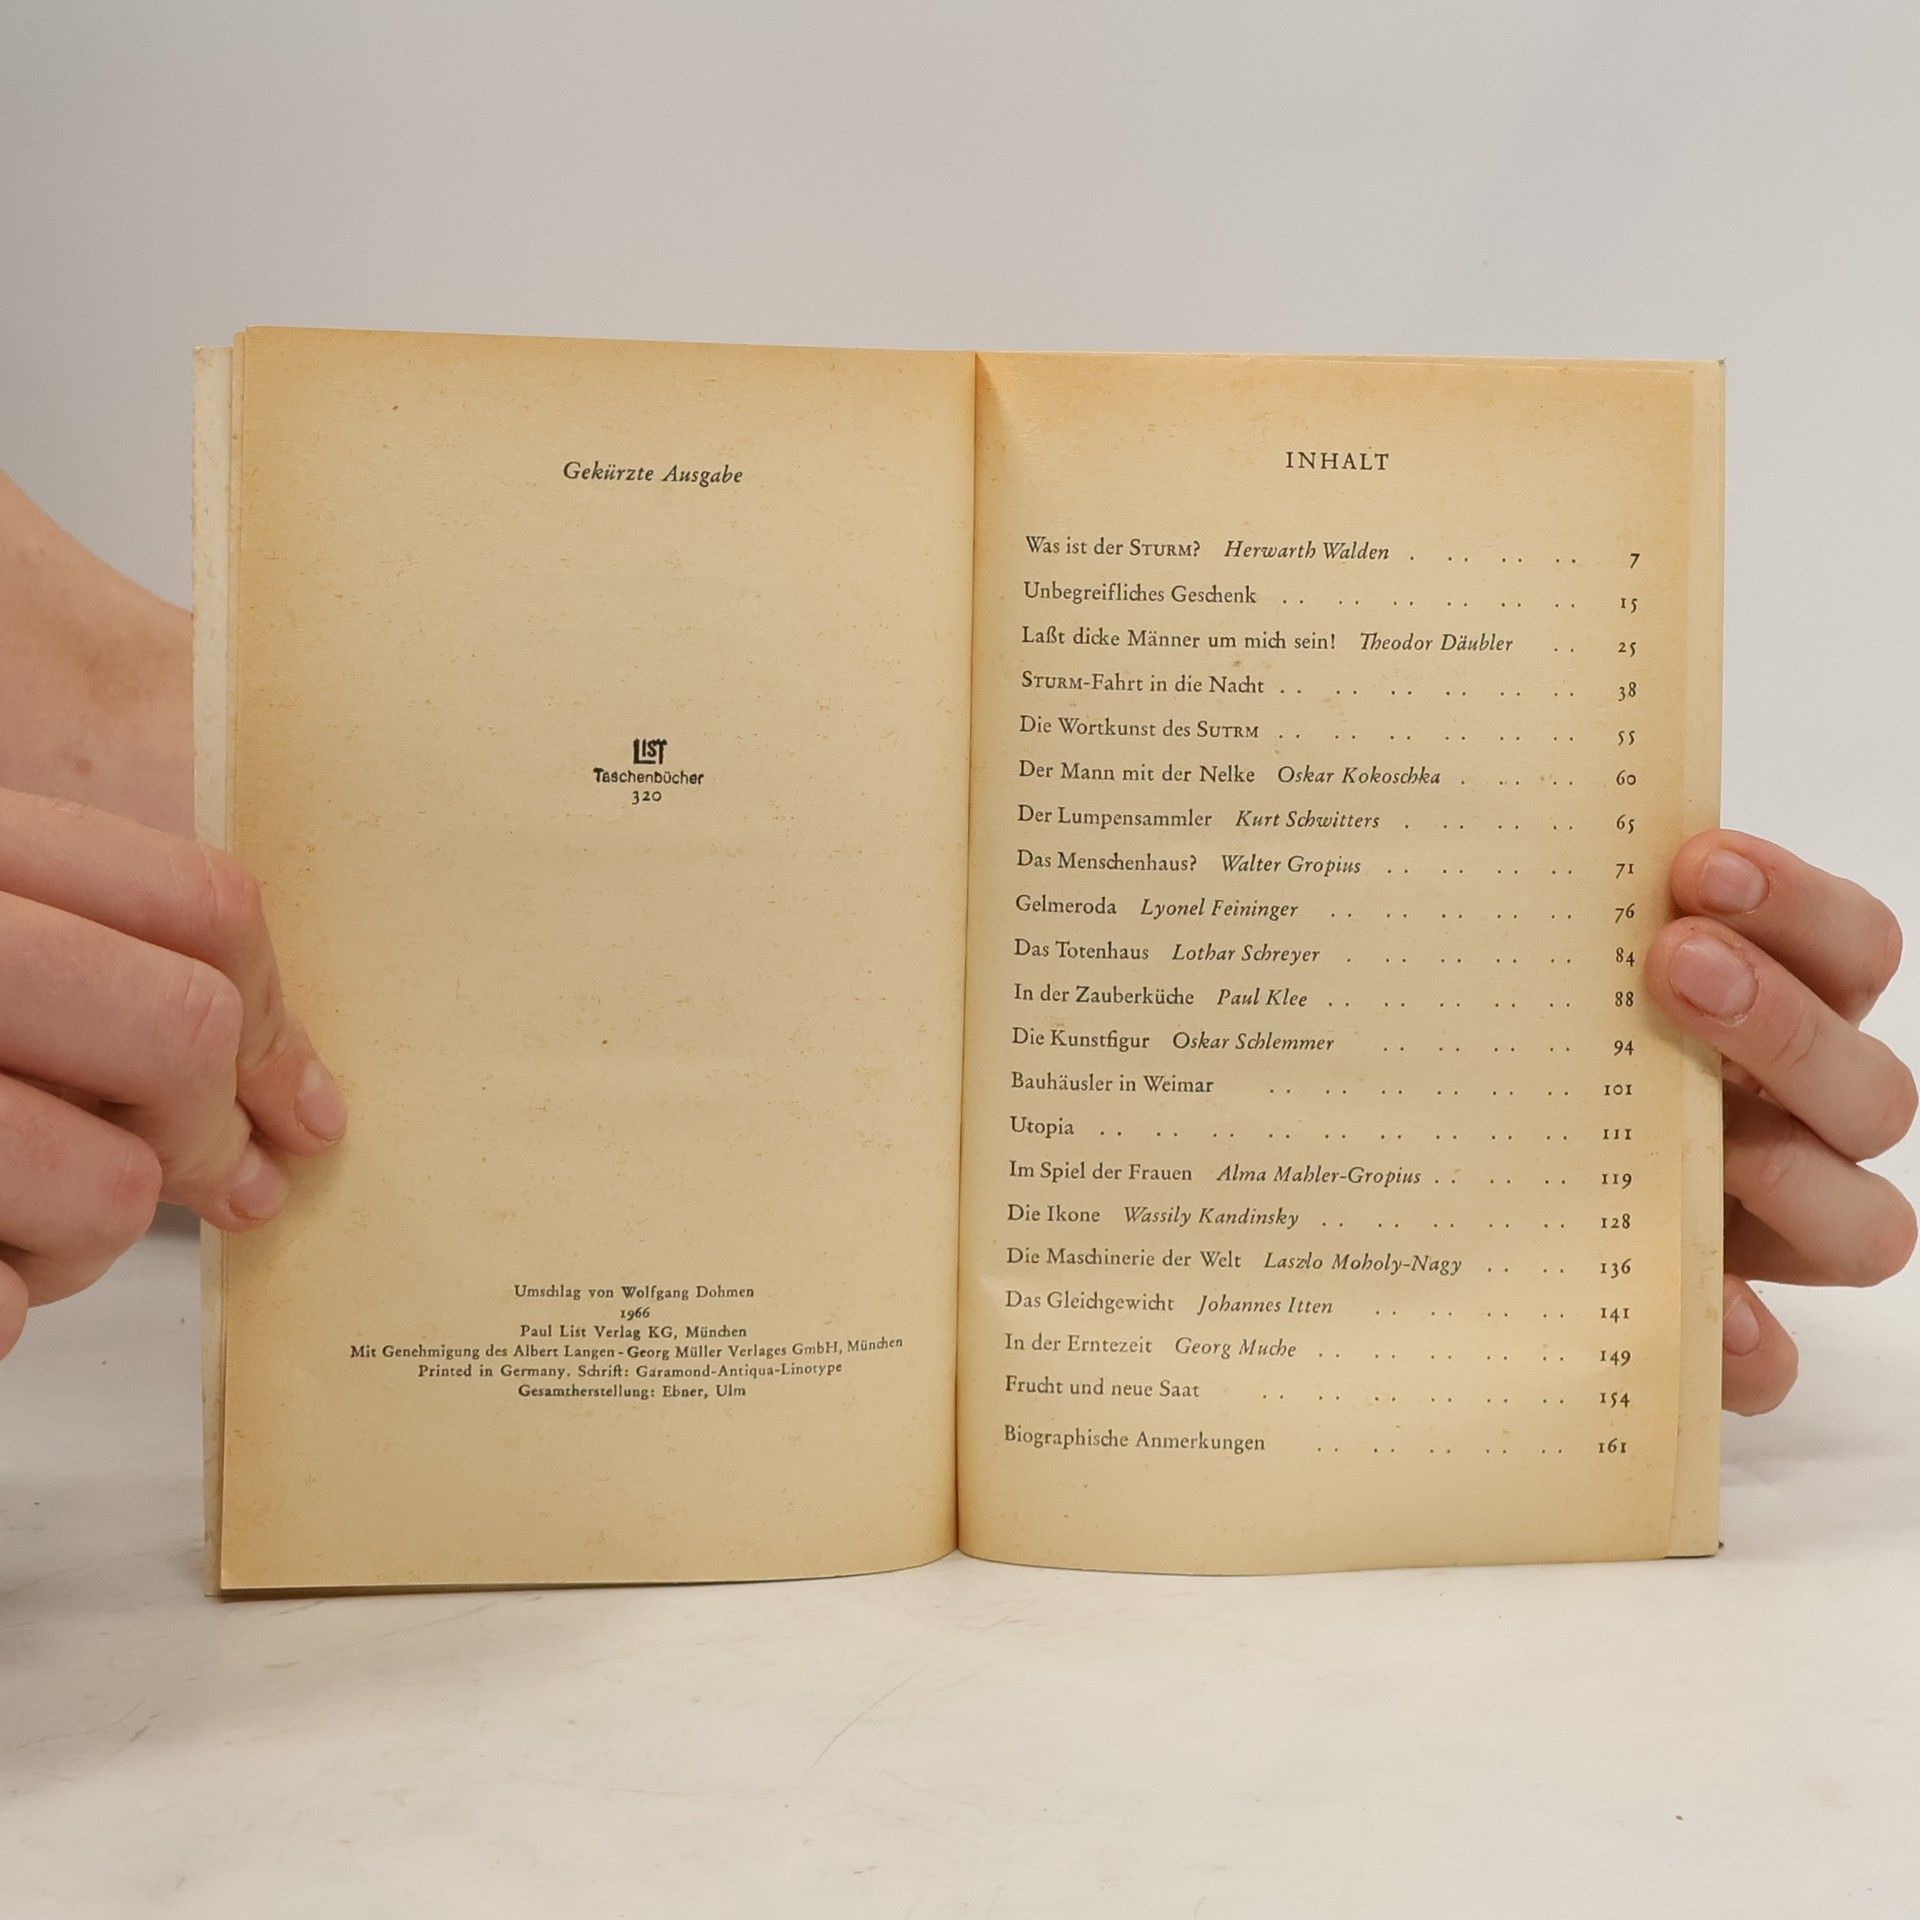 Gekürzte Ausgabe
LIST
Taschenbücher
320
Umschlag von Wolfgang Dohmen
1966
Paul List Verlag KG, München
Mit Genehmigung des Albert Langen-Georg Müller Verlages GmbH, München
Printed in Germany. Schrift: Garamond-Antiqua-Linotype
Gesamtherstellung: Ebner, Ulm
INHALT
Was ist der STURM? Herwarth Walden . . . . . . . 7
Unbegreifliches Geschenk . . . . . . . . . . . . 15
Laßt dicke Männer um mich sein! Theodor Däubler . . 25
STURM-Fahrt in die Nacht . . . . . . . . . . . . 38
Die Wortkunst des SUTRM . . . . . . . . . . . . 55
Der Mann mit der Nelke Oskar Kokoschka . . . . . 60
Der Lumpensammler Kurt Schwitters . . . . . . . 65
Das Menschenhaus? Walter Gropius . . . . . . . . 71
Gelmeroda Lyonel Feininger . . . . . . . . . . 76
Das Totenhaus Lothar Schreyer . . . . . . . . . 84
In der Zauberküche Paul Klee . . . . . . . . . . 88
Die Kunstfigur Oskar Schlemmer . . . . . . . . 94
Bauhäusler in Weimar . . . . . . . . . . . . 101
Utopia . . . . . . . . . . . . . . . . . . 111
Im Spiel der Frauen Alma Mahler-Gropius . . . . . . 119
Die Ikone Wassily Kandinsky . . . . . . . . . . 128
Die Maschinerie der Welt Laszlo Moholy-Nagy . . . . 136
Das Gleichgewicht Johannes Itten . . . . . . . . 141
In der Erntezeit Georg Muche . . . . . . . . . . 149
Frucht und neue Saat . . . . . . . . . . . . 154
Biographische Anmerkungen . . . . . . . . . . 161